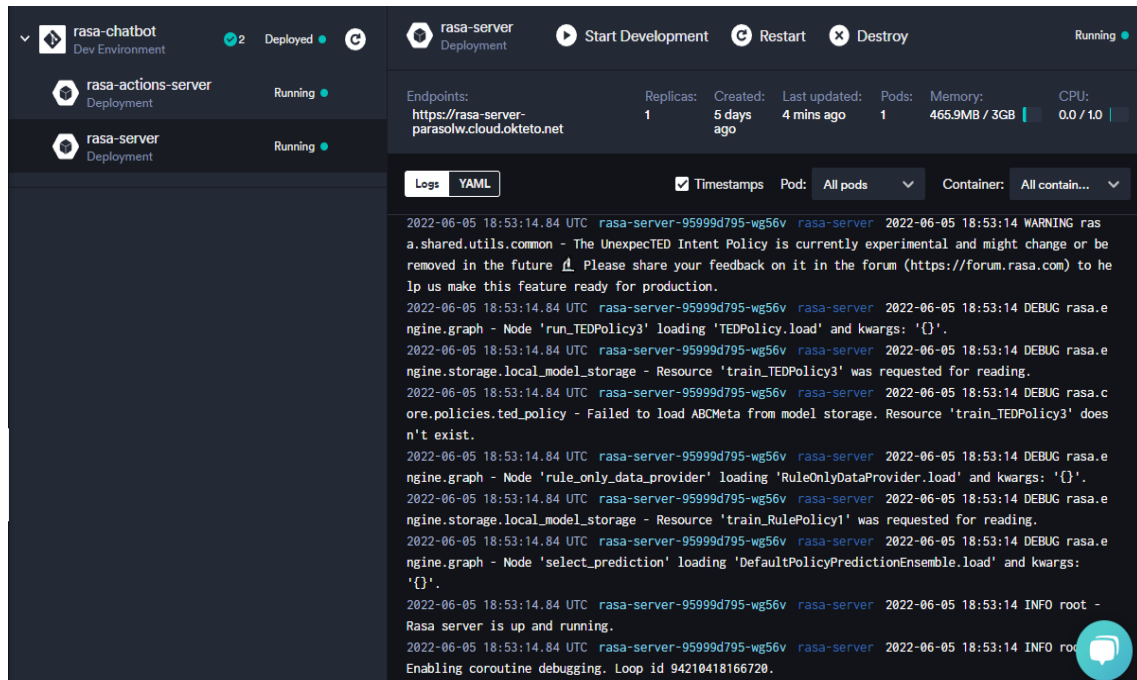 rasa-chatbot
Dev Environment
2
Deployed
rasa-actions-server
Deployment
Running
rasa-server
Deployment
Running
rasa-server
Deployment
Start Development
Restart
Destroy
Running
Endpoints:
https://rasa-server-
parasolw.cloud.okteto.net
Replicas:
1
Created:
5 days
ago
Last updated:
4 mins ago
Pods:
1
Memory:
465.9MB / 3GB
CPU:
0.0 / 1.0
Logs
YAML
Timestamps
Pod:
All pods
Container:
All contain...
2022-06-05 18:53:14.84 UTC rasa-server-95999d795-wg56v rasa-server 2022-06-05 18:53:14 WARNING ras
a.shared.utils.common - The UnexpecTED Intent Policy is currently experimental and might change or be
removed in the future 🔬 Please share your feedback on it in the forum (https://forum.rasa.com) to he
lp us make this feature ready for production.
2022-06-05 18:53:14.84 UTC rasa-server-95999d795-wg56v rasa-server 2022-06-05 18:53:14 DEBUG rasa.e
ngine.graph - Node 'run_TEDPolicy3' loading 'TEDPolicy.load' and kwargs: '{}'.
2022-06-05 18:53:14.84 UTC rasa-server-95999d795-wg56v rasa-server 2022-06-05 18:53:14 DEBUG rasa.e
ngine.storage.local_model_storage - Resource 'train_TEDPolicy3' was requested for reading.
2022-06-05 18:53:14.84 UTC rasa-server-95999d795-wg56v rasa-server 2022-06-05 18:53:14 DEBUG rasa.c
ore.policies.ted_policy - Failed to load ABCMeta from model storage. Resource 'train_TEDPolicy3' does
n't exist.
2022-06-05 18:53:14.84 UTC rasa-server-95999d795-wg56v rasa-server 2022-06-05 18:53:14 DEBUG rasa.e
ngine.graph - Node 'rule_only_data_provider' loading 'RuleOnlyDataProvider.load' and kwargs: '{}'.
2022-06-05 18:53:14.84 UTC rasa-server-95999d795-wg56v rasa-server 2022-06-05 18:53:14 DEBUG rasa.e
ngine.storage.local_model_storage - Resource 'train_RulePolicy1' was requested for reading.
2022-06-05 18:53:14.84 UTC rasa-server-95999d795-wg56v rasa-server 2022-06-05 18:53:14 DEBUG rasa.e
ngine.graph - Node 'select_prediction' loading 'DefaultPolicyPredictionEnsemble.load' and kwargs:
'{}'.
2022-06-05 18:53:14.84 UTC rasa-server-95999d795-wg56v rasa-server 2022-06-05 18:53:14 INFO root -
Rasa server is up and running.
2022-06-05 18:53:14.84 UTC rasa-server-95999d795-wg56v rasa-server 2022-06-05 18:53:14 INFO
Enabling coroutine debugging. Loop id 94210418166720.